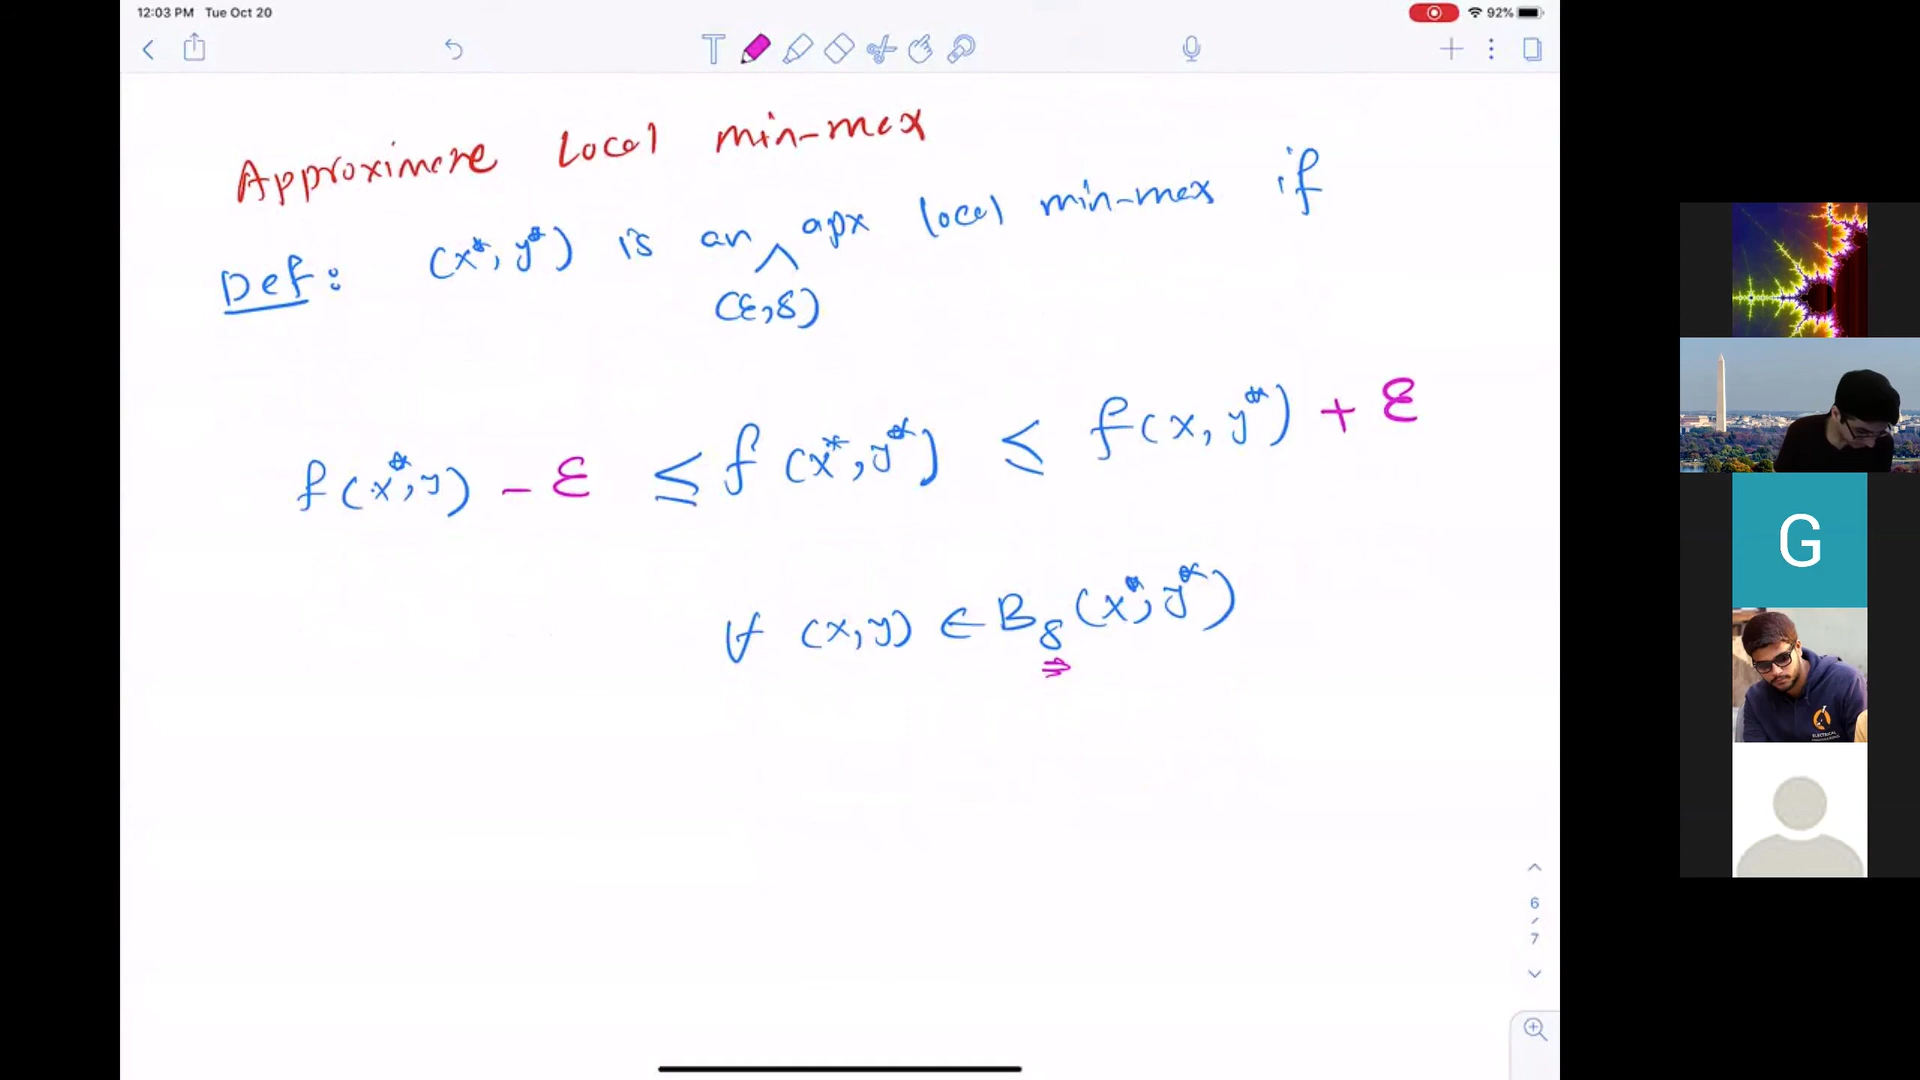 12:03 PM Tue Oct 20
92%
Approximate Local min-max
Def: (x*, y*) is an apx local min-max if
(ε,δ)
f(x*,y) - ε ≤ f(x*,y*) ≤ f(x,y*) + ε
∀ (x,y) ∈ B_δ(x*,y*)
G
6
7